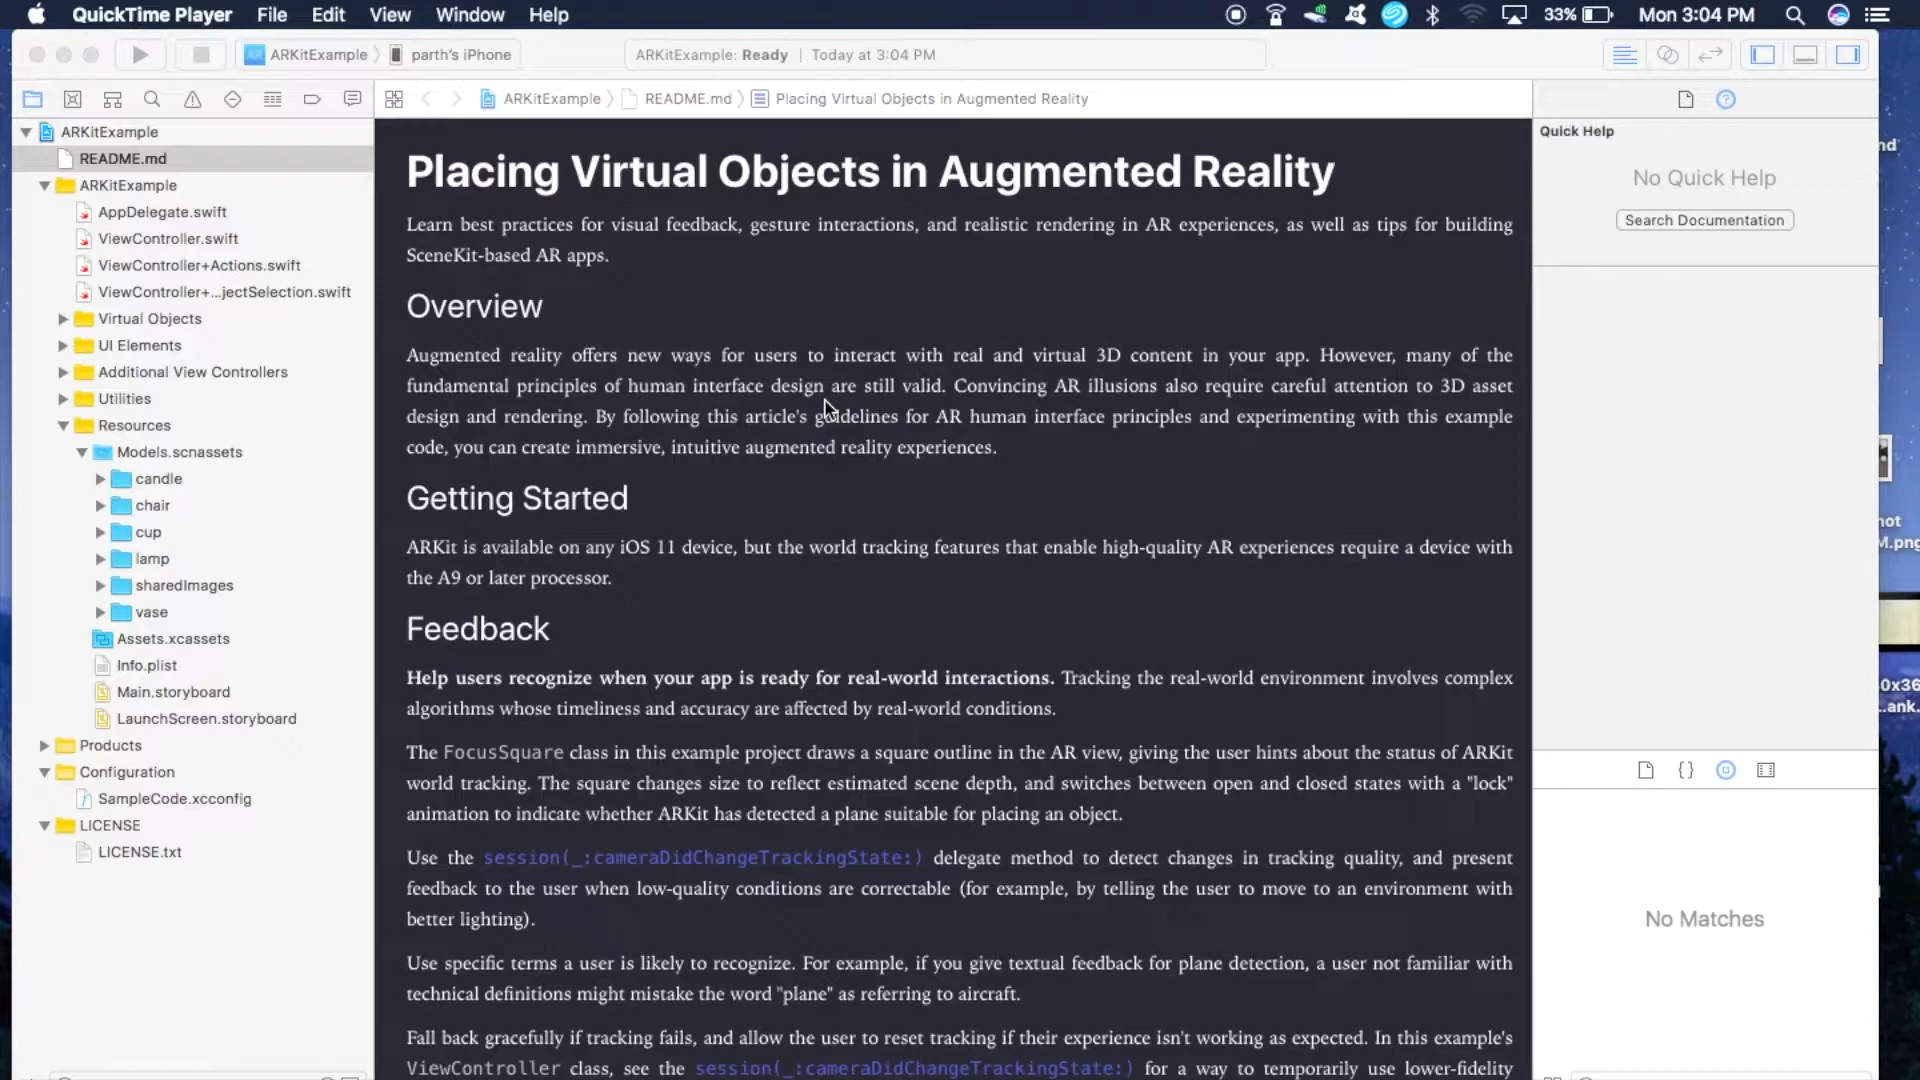 QuickTime Player File Edit View Window Help 33% Mon 3:04 PM
ARKitExample parth's iPhone ARKitExample: Ready | Today at 3:04 PM
ARKitExample README.md Placing Virtual Objects in Augmented Reality
ARKitExample
README.md
ARKitExample
AppDelegate.swift
ViewController.swift
ViewController+Actions.swift
ViewController+...jectSelection.swift
Virtual Objects
UI Elements
Additional View Controllers
Utilities
Resources
Models.scnassets
candle
chair
cup
lamp
sharedImages
vase
Assets.xcassets
Info.plist
Main.storyboard
LaunchScreen.storyboard
Products
Configuration
SampleCode.xcconfig
LICENSE
LICENSE.txt
Placing Virtual Objects in Augmented Reality
Learn best practices for visual feedback, gesture interactions, and realistic rendering in AR experiences, as well as tips for building
SceneKit-based AR apps.
Overview
Augmented reality offers new ways for users to interact with real and virtual 3D content in your app. However, many of the
fundamental principles of human interface design are still valid. Convincing AR illusions also require careful attention to 3D asset
design and rendering. By following this article's guidelines for AR human interface principles and experimenting with this example
code, you can create immersive, intuitive augmented reality experiences.
Getting Started
ARKit is available on any iOS 11 device, but the world tracking features that enable high-quality AR experiences require a device with
the A9 or later processor.
Feedback
Help users recognize when your app is ready for real-world interactions. Tracking the real-world environment involves complex
algorithms whose timeliness and accuracy are affected by real-world conditions.
The FocusSquare class in this example project draws a square outline in the AR view, giving the user hints about the status of ARKit
world tracking. The square changes size to reflect estimated scene depth, and switches between open and closed states with a "lock"
animation to indicate whether ARKit has detected a plane suitable for placing an object.
Use the session(_:cameraDidChangeTrackingState:) delegate method to detect changes in tracking quality, and present
feedback to the user when low-quality conditions are correctable (for example, by telling the user to move to an environment with
better lighting).
Use specific terms a user is likely to recognize. For example, if you give textual feedback for plane detection, a user not familiar with
technical definitions might mistake the word "plane" as referring to aircraft.
Fall back gracefully if tracking fails, and allow the user to reset tracking if their experience isn't working as expected. In this example's
ViewController class, see the session(_:cameraDidChangeTrackingState:) for a way to temporarily use lower-fidelity
Quick Help
No Quick Help
Search Documentation
No Matches
nd
not
M.png
0x36
..ank.